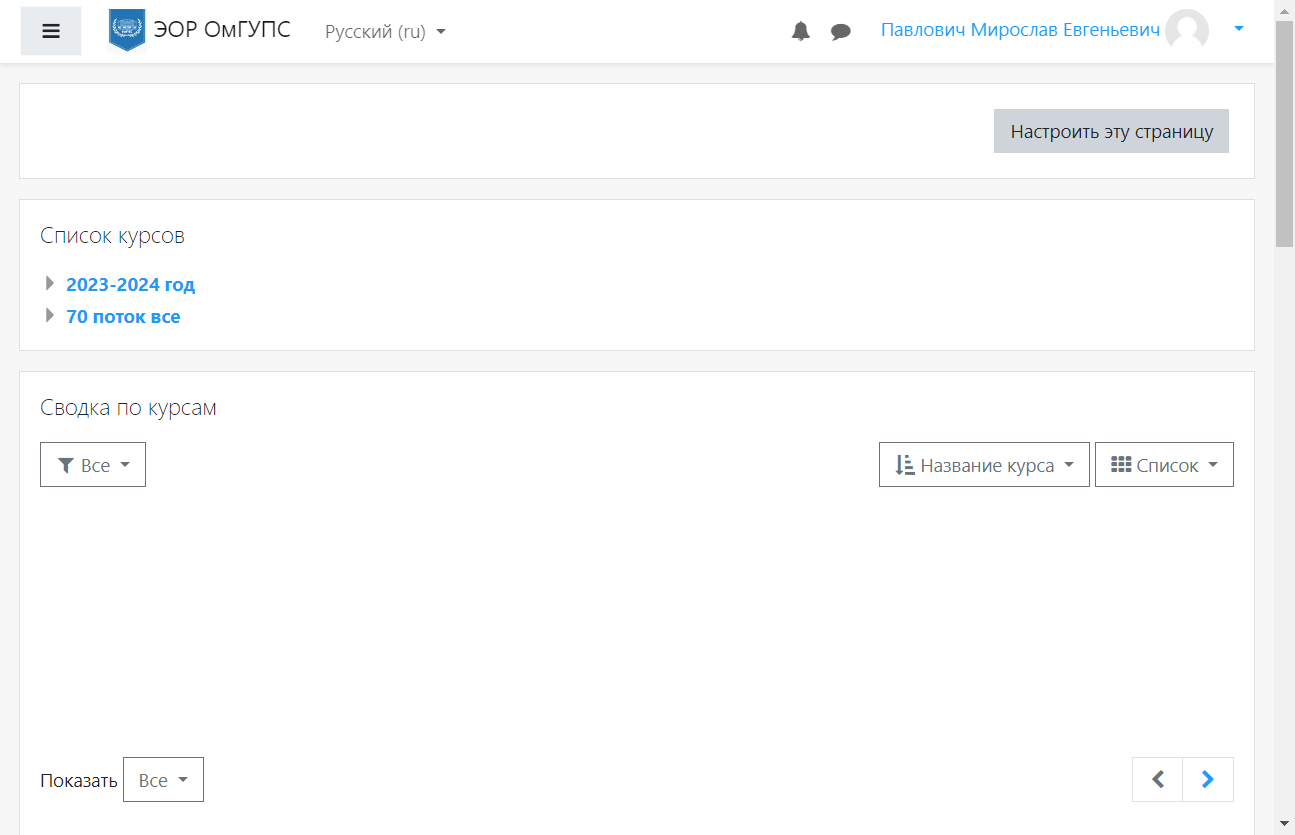 ЭОР ОмГУПС
Русский (ru)
Павлович Мирослав Евгеньевич
Настроить эту страницу
Список курсов
2023-2024 год
70 поток все
Сводка по курсам
Все
Название курса
Список
Показать Все